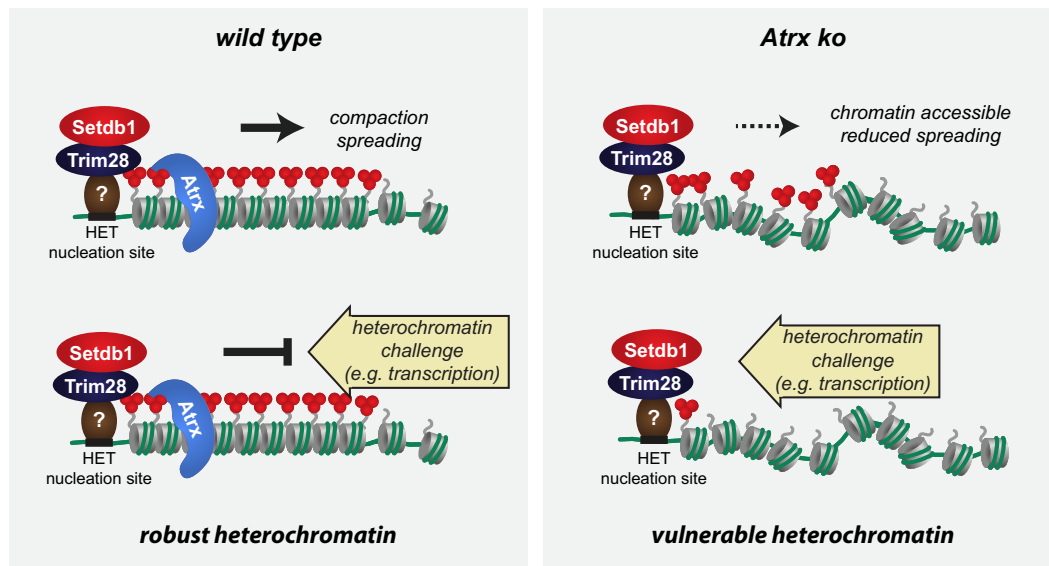 wild type
Setdb1
Trim28
?
Atrx
HET
nucleation site
compaction
spreading
Setdb1
Trim28
?
Atrx
HET
nucleation site
heterochromatin
challenge
(e.g. transcription)
robust heterochromatin
Atrx ko
Setdb1
Trim28
?
HET
nucleation site
chromatin accessible
reduced spreading
Setdb1
Trim28
?
HET
nucleation site
heterochromatin
challenge
(e.g. transcription)
vulnerable heterochromatin